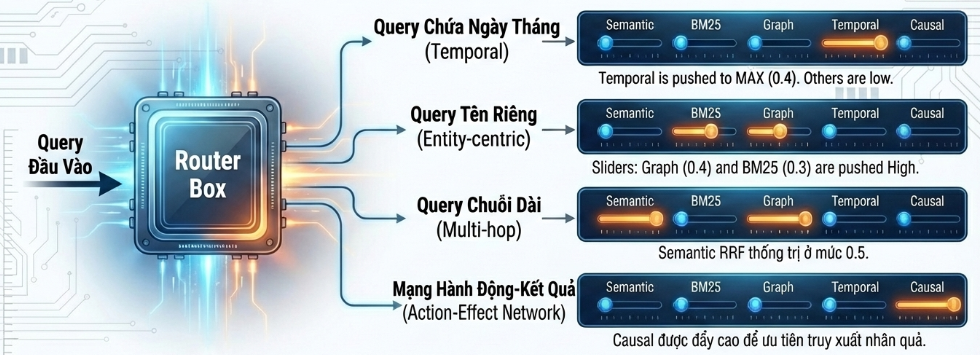 Query
Đầu Vào
Router
Box
Query Chứa Ngày Tháng
(Temporal)
Semantic BM25 Graph Temporal Causal
Temporal is pushed to MAX (0.4). Others are low.
Query Tên Riêng
(Entity-centric)
Semantic BM25 Graph Temporal Causal
Sliders: Graph (0.4) and BM25 (0.3) are pushed High.
Query Chuỗi Dài
(Multi-hop)
Semantic BM25 Graph Temporal Causal
Semantic RRF thống trị ở mức 0.5.
Mạng Hành Động-Kết Quả
(Action-Effect Network)
Semantic BM25 Graph Temporal Causal
Causal được đẩy cao để ưu tiên truy xuất nhân quả.